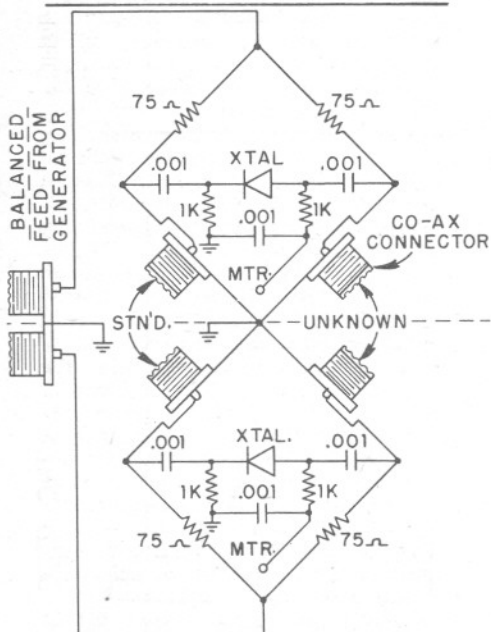 75 Ω 75 Ω
BALANCED
FEED FROM
GENERATOR
.001 XTAL .001
1K .001 1K
CO-AX
CONNECTOR
MTR.
STN'D. UNKNOWN
.001 XTAL. .001
1K .001 1K
75 Ω MTR. 75 Ω